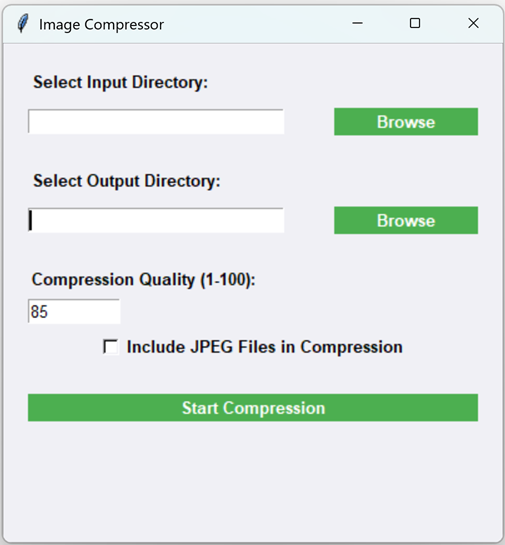 Image Compressor
Select Input Directory:
Browse
Select Output Directory:
Browse
Compression Quality (1-100):
85
Include JPEG Files in Compression
Start Compression